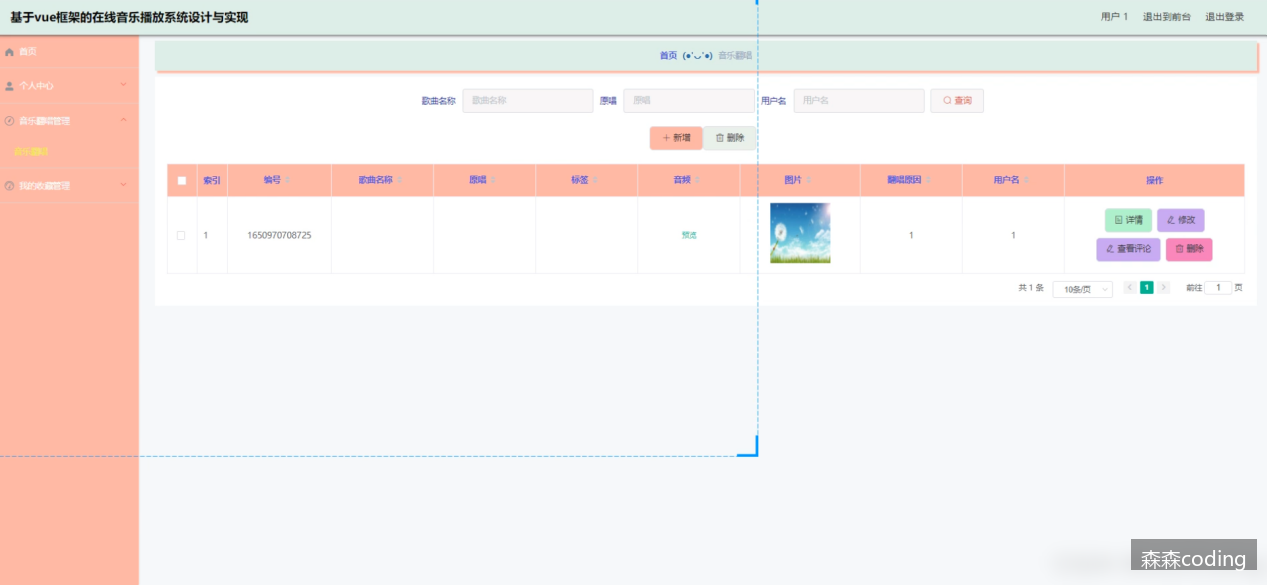 基于vue框架的在线音乐播放系统设计与实现
用户 1 退出到前台 退出登录
首页
个人中心
音乐翻唱管理
音乐翻唱
我的收藏管理
首页 (●'◡'●) 音乐翻唱
歌曲名称 歌曲名称 原唱 原唱 用户名 用户名 查询
+ 新增 删除
索引 编号 歌曲名称 原唱 标签 音频 图片 翻唱原因 用户名 操作
1 1650970708725 预览 1 1 详情 修改
查看评论 删除
共 1 条 10条/页 1 前往 1 页
森森coding